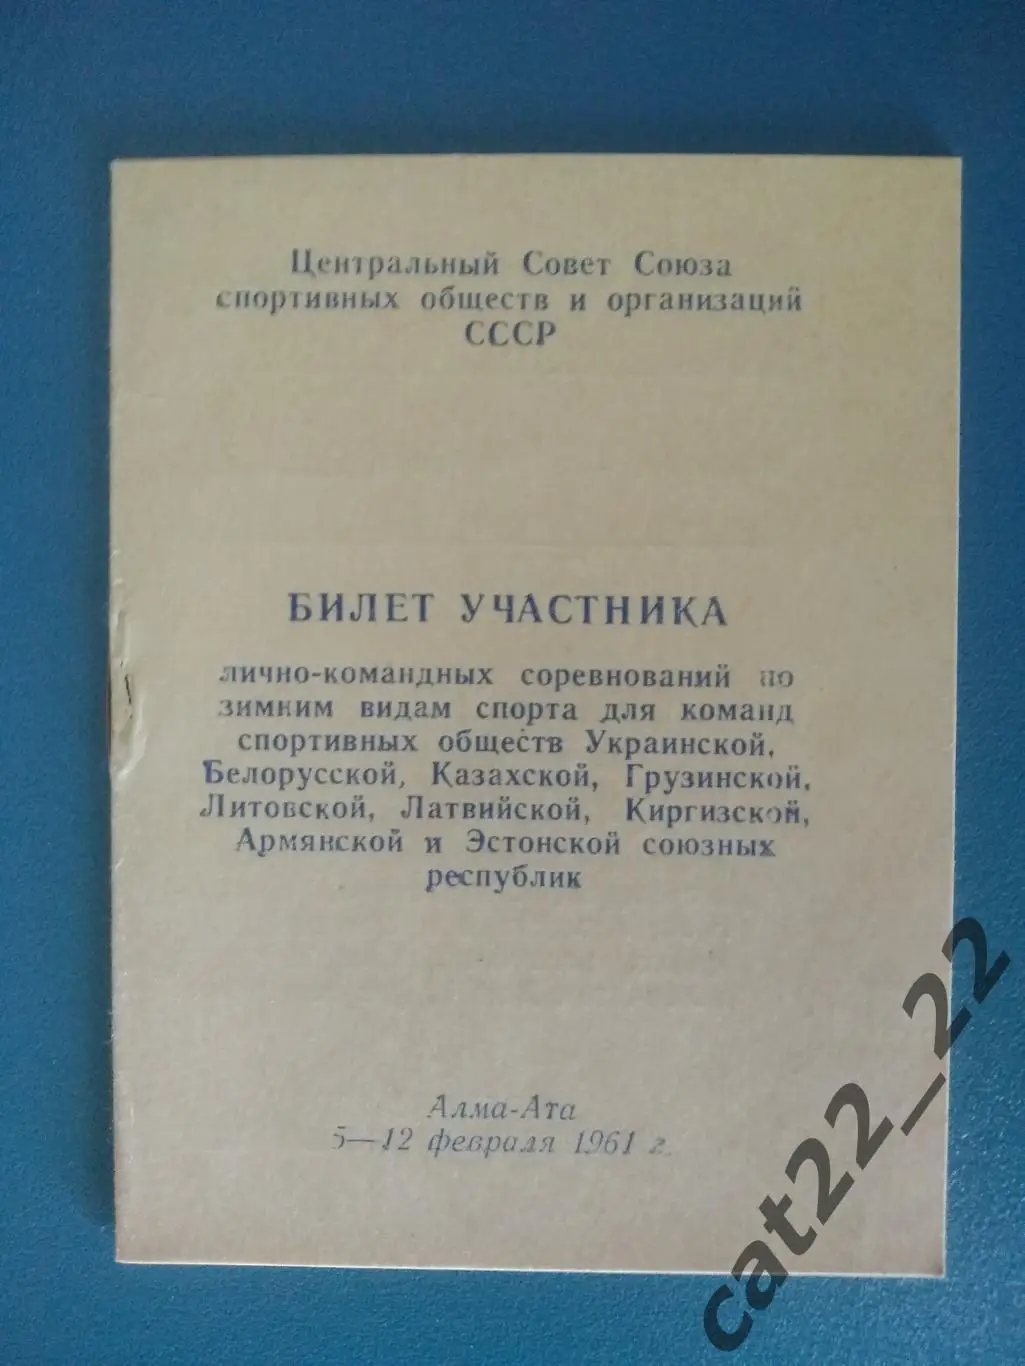 Центральный Совет Союза
спортивных обществ и организаций
СССР
БИЛЕТ УЧАСТНИКА
лично-командных соревнований по
зимним видам спорта для команд
спортивных обществ Украинской,
Белорусской, Казахской, Грузинской,
Литовской, Латвийской, Киргизской,
Армянской и Эстонской союзных
республик
Алма-Ата
5—12 февраля 1961 г.
cat22_22